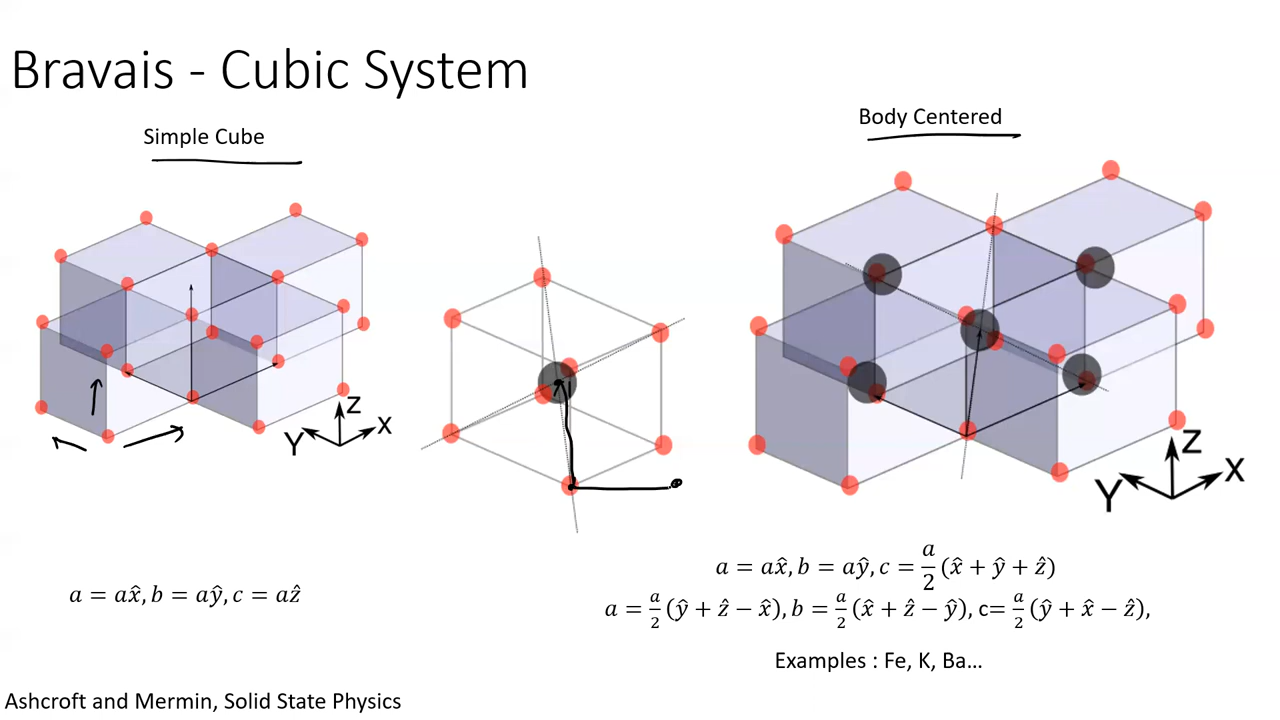 Bravais - Cubic System
Simple Cube
Body Centered
Z
X
Y
Z
X
Y
a = ax̂, b = aŷ, c = aẑ
a = ax̂, b = aŷ, c = a/2 (x̂ + ŷ + ẑ)
a = a/2 (ŷ + ẑ − x̂), b = a/2 (x̂ + ẑ − ŷ), c= a/2 (ŷ + x̂ − ẑ),
Examples : Fe, K, Ba…
Ashcroft and Mermin, Solid State Physics